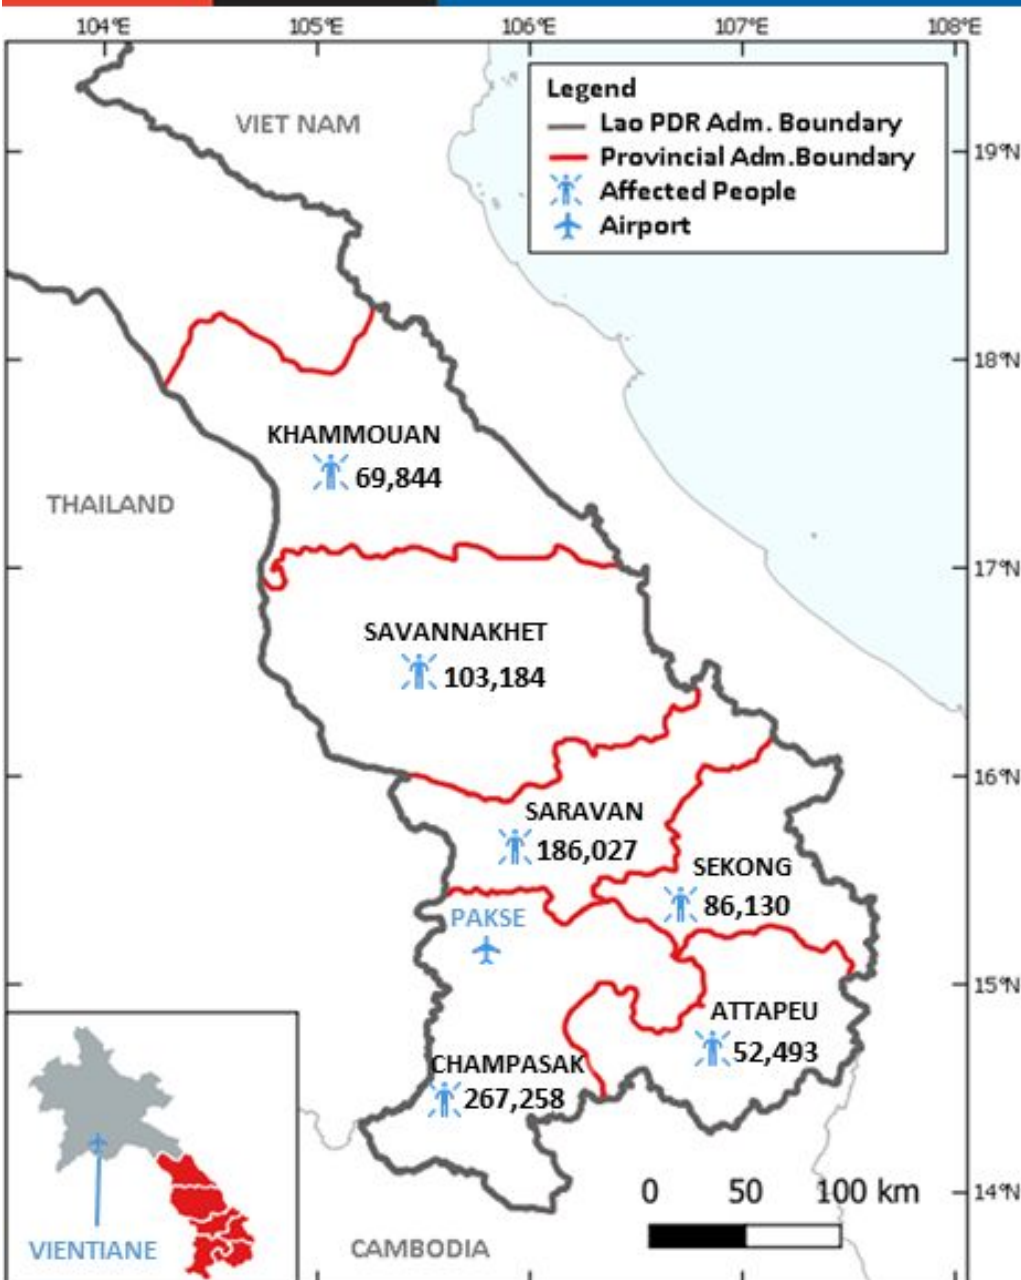 104°E 105°E 106°E 107°E 108°E
Legend
Lao PDR Adm. Boundary
Provincial Adm.Boundary
Affected People
Airport
VIET NAM
19°N
18°N
KHAMMOUAN
69,844
THAILAND
17°N
SAVANNAKHET
103,184
16°N
SARAVAN
186,027
SEKONG
86,130
PAKSE
15°N
ATTAPEU
52,493
CHAMPASAK
267,258
0 50 100 km
14°N
VIENTIANE
CAMBODIA